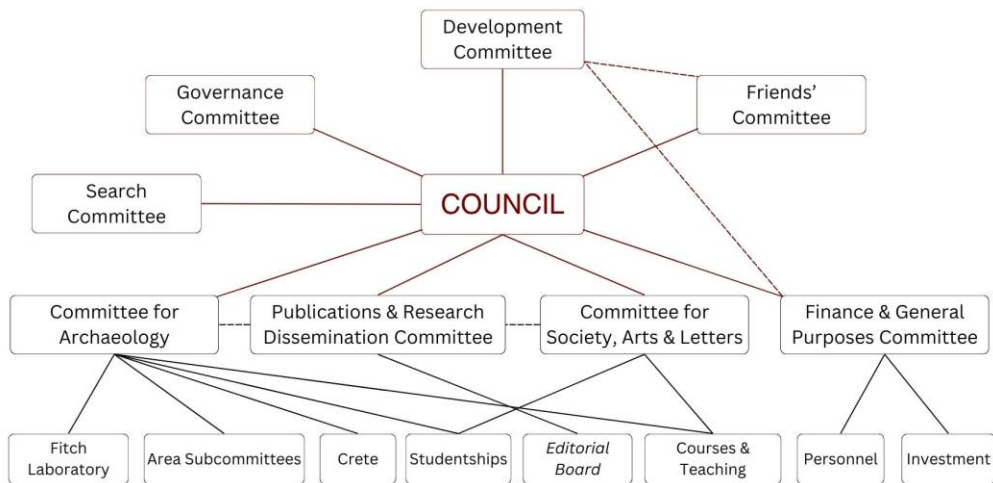 Development
Committee
Governance
Committee
Friends'
Committee
Search
Committee
COUNCIL
Committee for
Archaeology
Publications & Research
Dissemination Committee
Committee for
Society, Arts & Letters
Finance & General
Purposes Committee
Fitch
Laboratory
Area Subcommittees
Crete
Studentships
Editorial
Board
Courses &
Teaching
Personnel
Investment